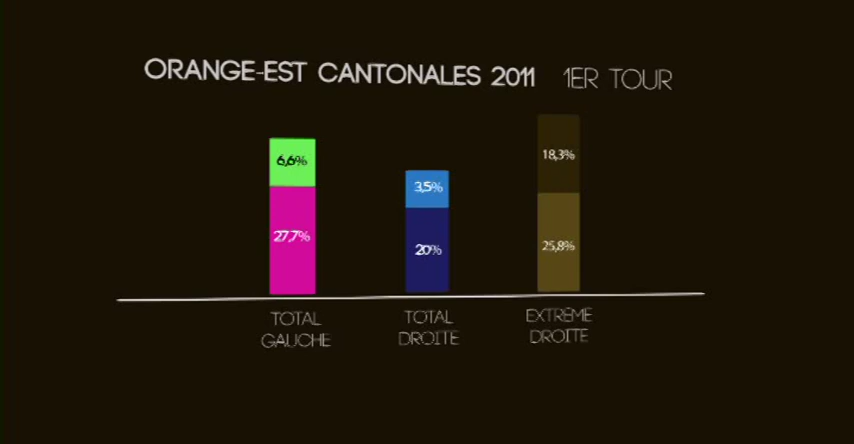 ORANGE-EST CANTONALES 2011 1ER TOUR
6,6%
27,7%
3,5%
20%
18,3%
25,8%
TOTAL
GAUCHE
TOTAL
DROITE
EXTREME
DROITE